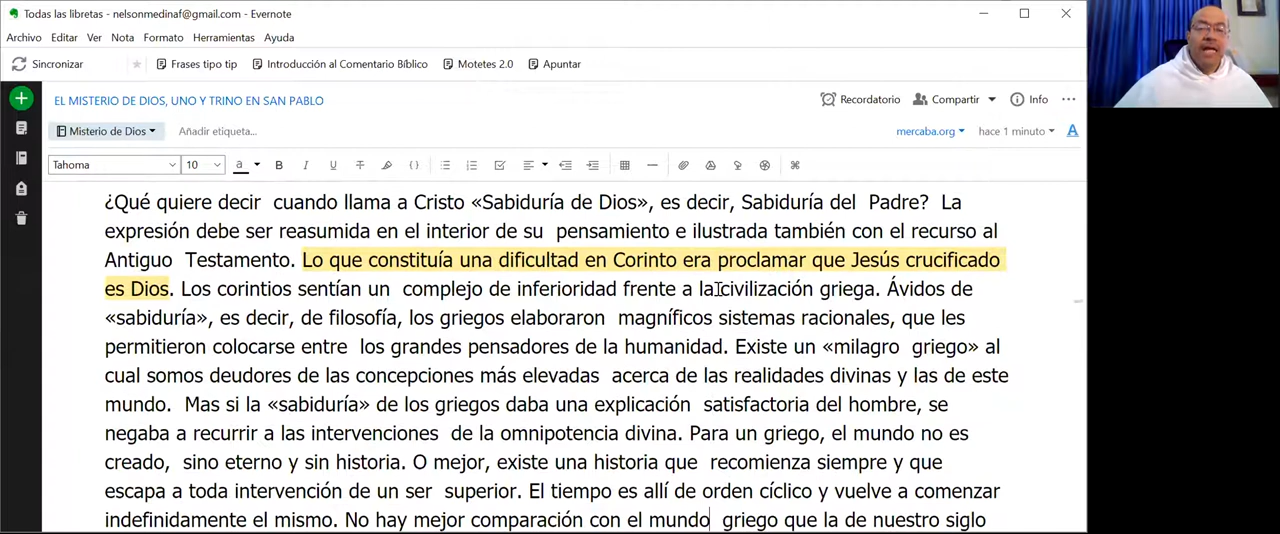 Todas las libretas - nelsonmedinaf@gmail.com - Evernote
Archivo Editar Ver Nota Formato Herramientas Ayuda
Sincronizar Frases tipo tip Introducción al Comentario Bíblico Motetes 2.0 Apuntar
EL MISTERIO DE DIOS, UNO Y TRINO EN SAN PABLO Recordatorio Compartir Info
Misterio de Dios Añadir etiqueta... mercaba.org hace 1 minuto A
Tahoma 10 a B I U T { }
¿Qué quiere decir cuando llama a Cristo «Sabiduría de Dios», es decir, Sabiduría del Padre? La
expresión debe ser reasumida en el interior de su pensamiento e ilustrada también con el recurso al
Antiguo Testamento. Lo que constituía una dificultad en Corinto era proclamar que Jesús crucificado
es Dios. Los corintios sentían un complejo de inferioridad frente a la civilización griega. Ávidos de
«sabiduría», es decir, de filosofía, los griegos elaboraron magníficos sistemas racionales, que les
permitieron colocarse entre los grandes pensadores de la humanidad. Existe un «milagro griego» al
cual somos deudores de las concepciones más elevadas acerca de las realidades divinas y las de este
mundo. Mas si la «sabiduría» de los griegos daba una explicación satisfactoria del hombre, se
negaba a recurrir a las intervenciones de la omnipotencia divina. Para un griego, el mundo no es
creado, sino eterno y sin historia. O mejor, existe una historia que recomienza siempre y que
escapa a toda intervención de un ser superior. El tiempo es allí de orden cíclico y vuelve a comenzar
indefinidamente el mismo. No hay mejor comparación con el mundo griego que la de nuestro siglo